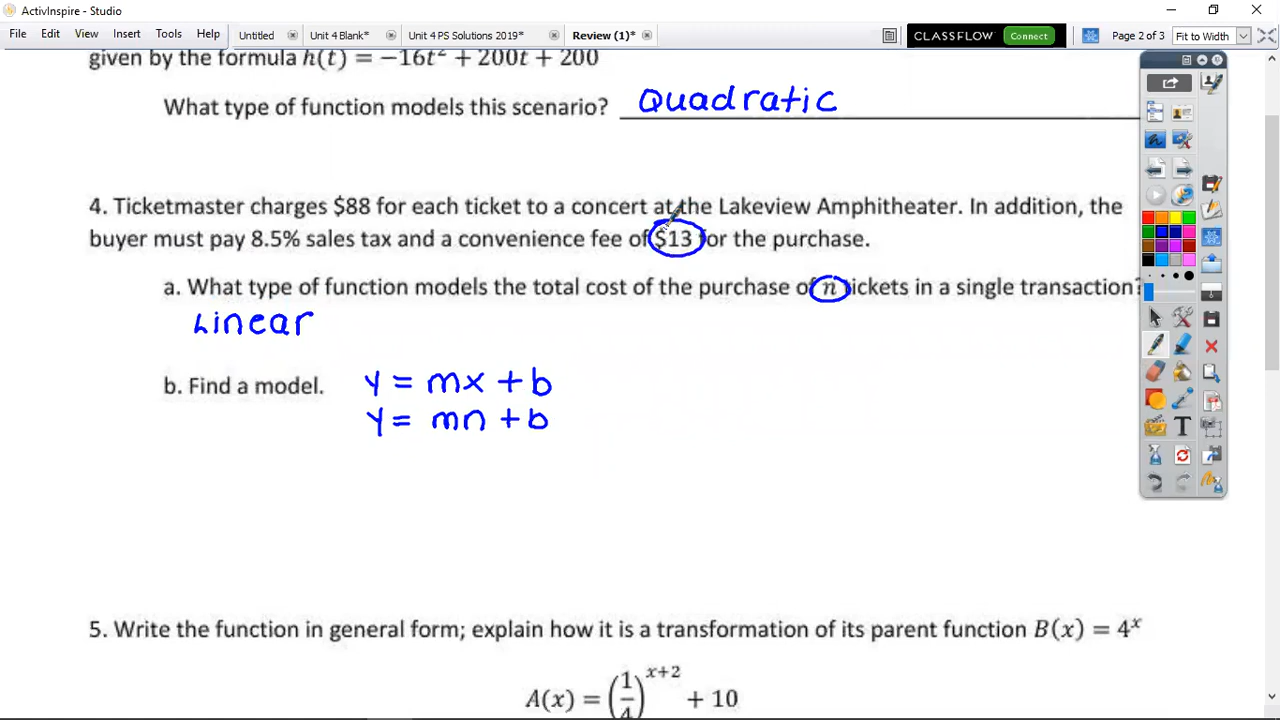 ActivInspire - Studio
File Edit View Insert Tools Help Untitled Unit 4 Blank* Unit 4 PS Solutions 2019* Review (1)* CLASSFLOW Connect Page 2 of 3 Fit to Width
given by the formula h(t) = −16t² + 200t + 200
What type of function models this scenario? Quadratic
4. Ticketmaster charges $88 for each ticket to a concert at the Lakeview Amphitheater. In addition, the
buyer must pay 8.5% sales tax and a convenience fee of $13 for the purchase.
a. What type of function models the total cost of the purchase of n tickets in a single transaction?
Linear
b. Find a model. y = mx + b
y = mn + b
5. Write the function in general form; explain how it is a transformation of its parent function B(x) = 4ˣ
A(x) = (1/4)^(x+2) + 10